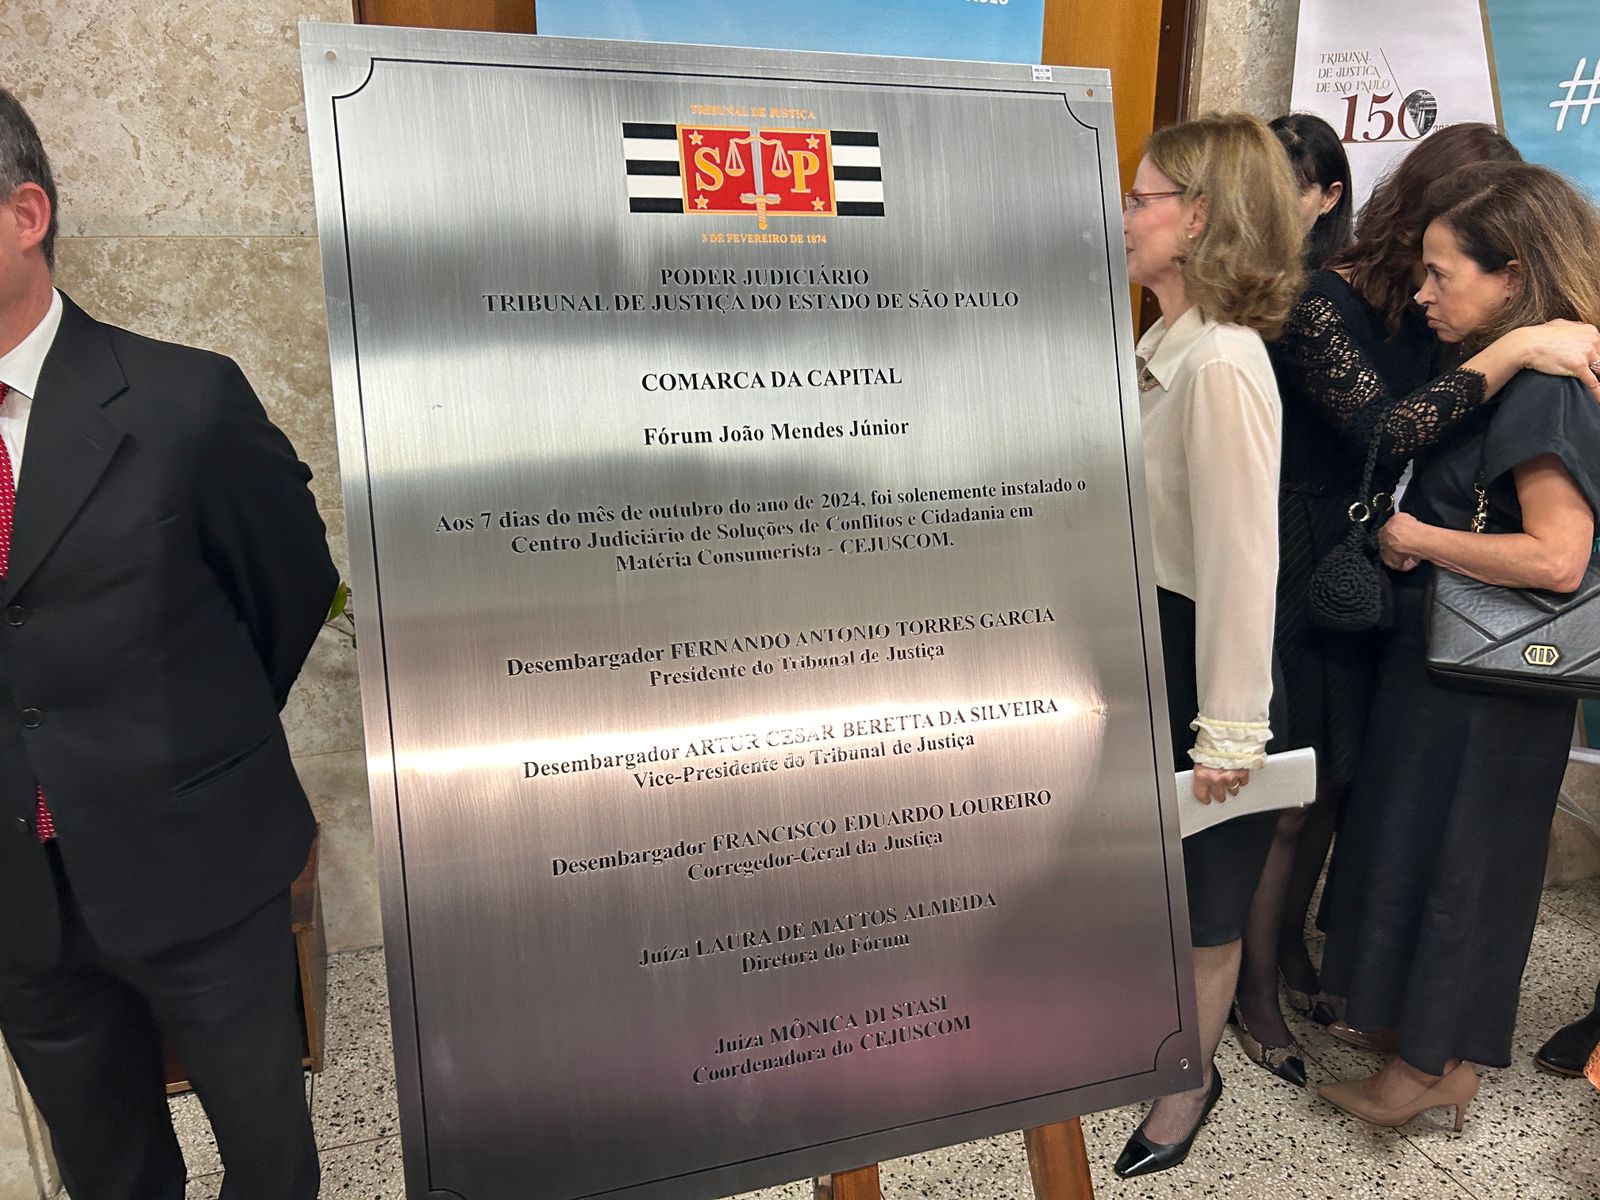 TRIBUNAL DE JUSTIÇA
S P
3 DE FEVEREIRO DE 1874
PODER JUDICIÁRIO
TRIBUNAL DE JUSTIÇA DO ESTADO DE SÃO PAULO
COMARCA DA CAPITAL
Fórum João Mendes Júnior
Aos 7 dias do mês de outubro do ano de 2024, foi solenemente instalado o
Centro Judiciário de Soluções de Conflitos e Cidadania em
Matéria Consumerista - CEJUSCOM.
Desembargador FERNANDO ANTONIO TORRES GARCIA
Presidente do Tribunal de Justiça
Desembargador ARTUR CESAR BERETTA DA SILVEIRA
Vice-Presidente do Tribunal de Justiça
Desembargador FRANCISCO EDUARDO LOUREIRO
Corregedor-Geral da Justiça
Juíza LAURA DE MATTOS ALMEIDA
Diretora do Fórum
Juíza MÔNICA DI STASI
Coordenadora do CEJUSCOM
TRIBUNAL
DE JUSTIÇA
DE SÃO PAULO
150
anos
#